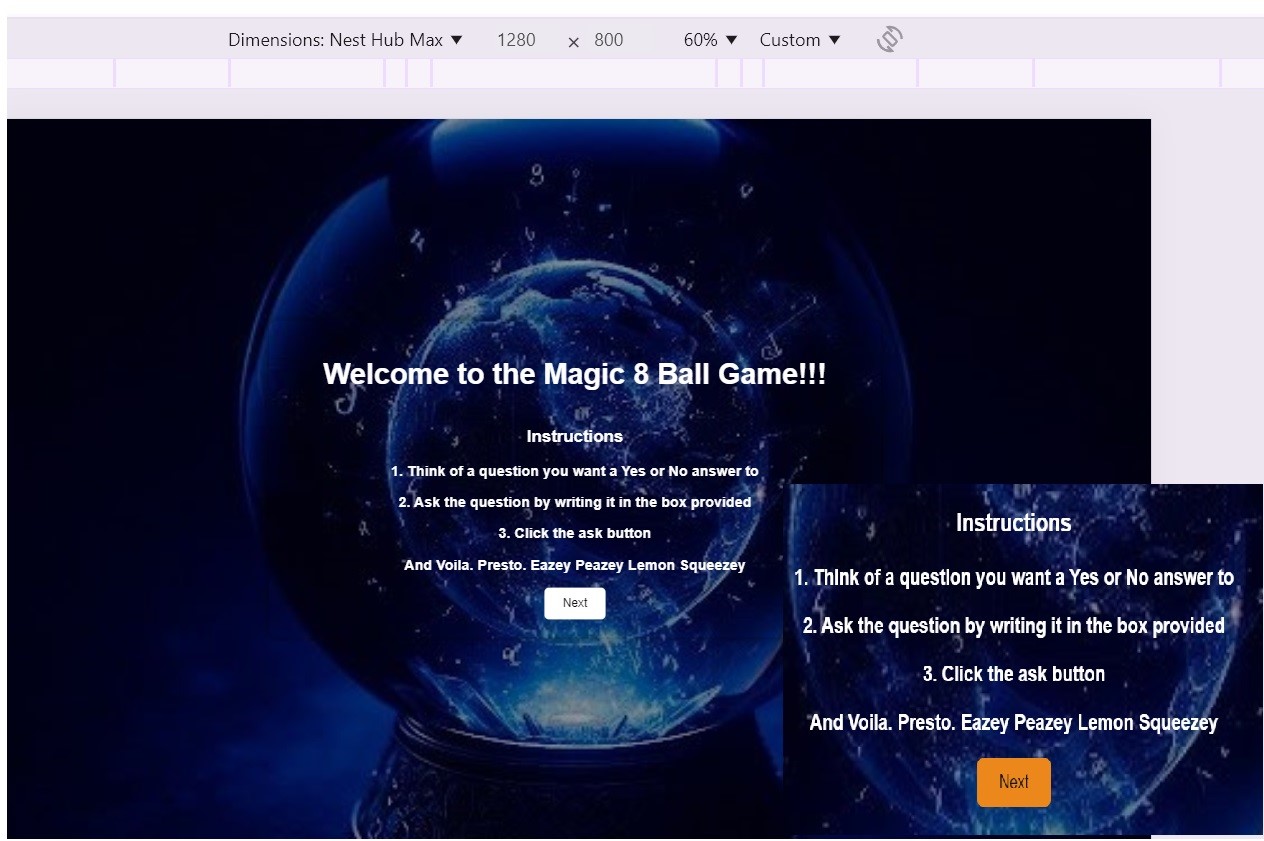 Dimensions: Nest Hub Max ▼ 1280 × 800 60% ▼ Custom ▼
Welcome to the Magic 8 Ball Game!!!
Instructions
1. Think of a question you want a Yes or No answer to
2. Ask the question by writing it in the box provided
3. Click the ask button
And Voila. Presto. Eazey Peazey Lemon Squeezey
Next
Instructions
1. Think of a question you want a Yes or No answer to
2. Ask the question by writing it in the box provided
3. Click the ask button
And Voila. Presto. Eazey Peazey Lemon Squeezey
Next